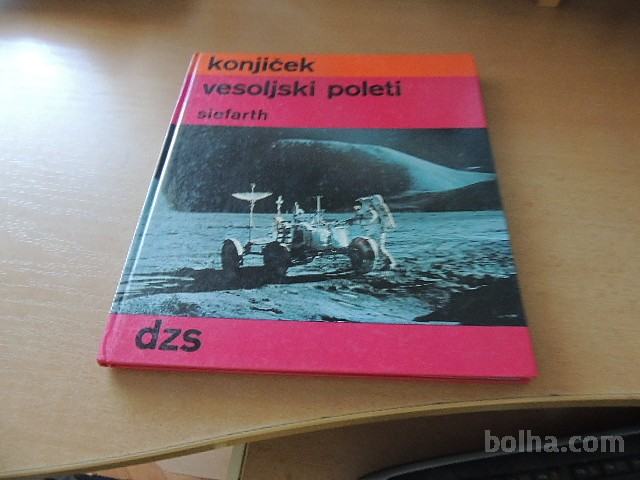 konjiček
vesoljski poleti
siefarth
dzs
bolha.com